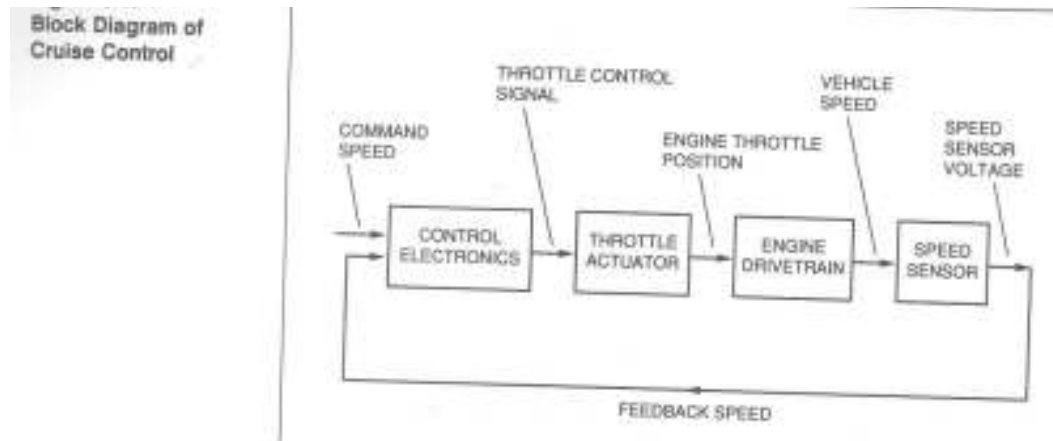 Block Diagram of
Cruise Control
THROTTLE CONTROL
SIGNAL
VEHICLE
SPEED
COMMAND
SPEED
ENGINE THROTTLE
POSITION
SPEED
SENSOR
VOLTAGE
CONTROL
ELECTRONICS
THROTTLE
ACTUATOR
ENGINE
DRIVETRAIN
SPEED
SENSOR
FEEDBACK SPEED